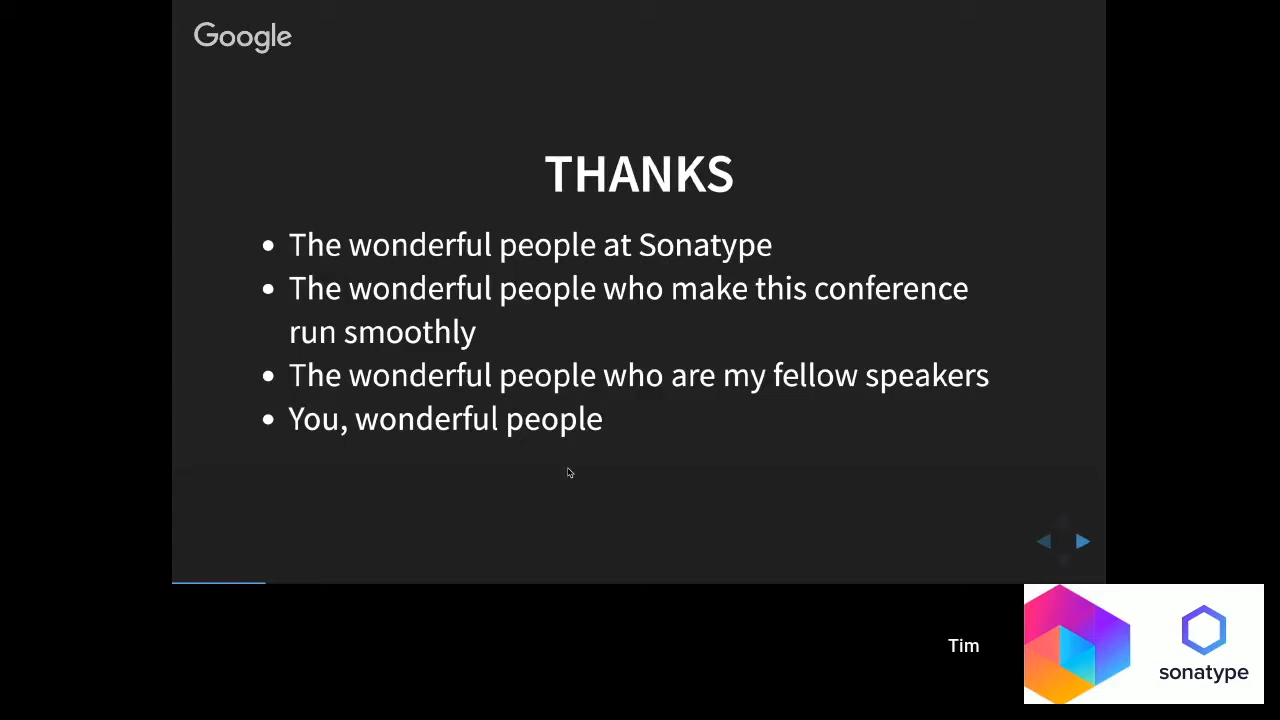 Google
THANKS
The wonderful people at Sonatype
The wonderful people who make this conference
run smoothly
The wonderful people who are my fellow speakers
You, wonderful people
Tim
sonatype